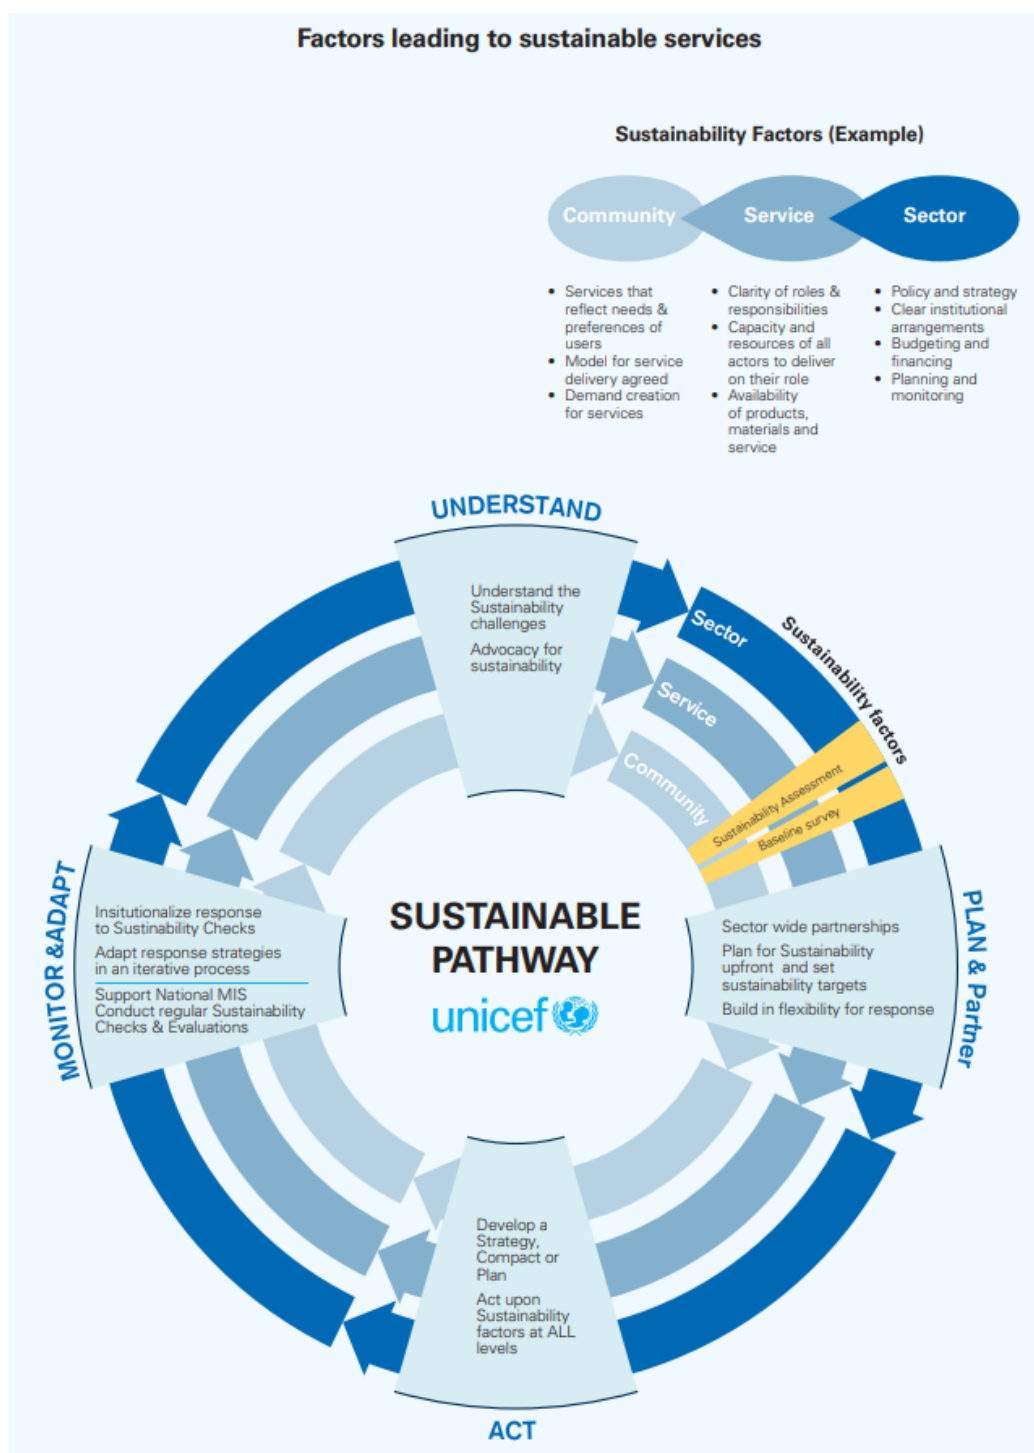 Factors leading to sustainable services
Sustainability Factors (Example)
Community
Service
Sector
• Services that
reflect needs &
preferences of
users
• Model for service
delivery agreed
• Demand creation
for services
• Clarity of roles &
responsibilities
• Capacity and
resources of all
actors to deliver
on their role
• Availability
of products,
materials and
service
• Policy and strategy
• Clear institutional
arrangements
• Budgeting and
financing
• Planning and
monitoring
UNDERSTAND
Understand the
Sustainability
challenges
Advocacy for
sustainability
Sector
Service
Community
Sustainability factors
Sustainability Assessment
Baseline survey
PLAN & Partner
Sector wide partnerships
Plan for Sustainability
upfront and set
sustainability targets
Build in flexibility for response
SUSTAINABLE
PATHWAY
unicef
MONITOR &ADAPT
Insitutionalize response
to Sustinability Checks
Adapt response strategies
in an iterative process
Support National MIS
Conduct regular Sustainability
Checks & Evaluations
Develop a
Strategy,
Compact or
Plan
Act upon
Sustainability
factors at ALL
levels
ACT